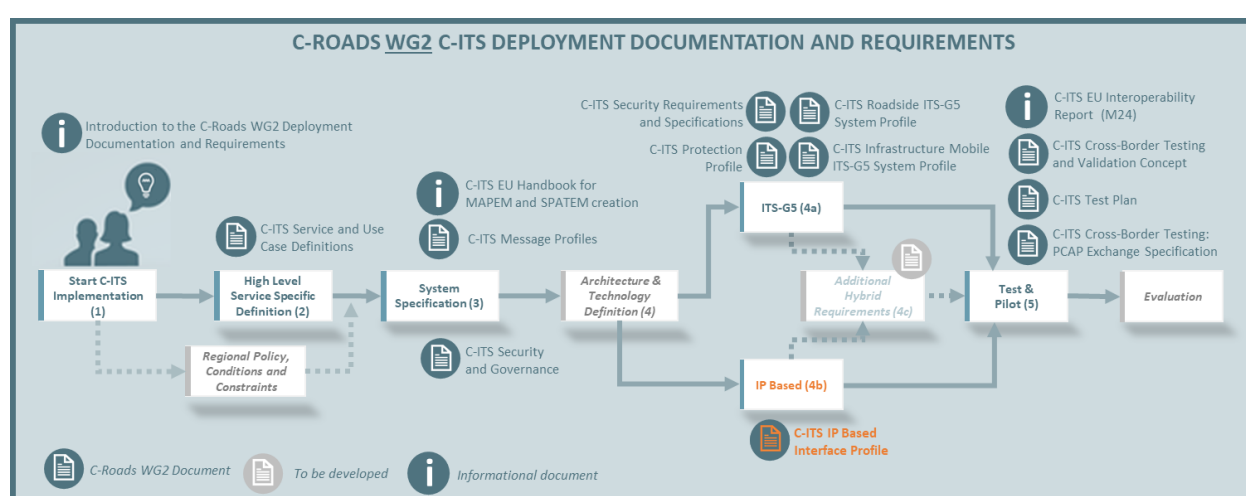 C-ROADS WG2 C-ITS DEPLOYMENT DOCUMENTATION AND REQUIREMENTS
Introduction to the C-Roads WG2 Deployment
Documentation and Requirements
C-ITS Service and Use
Case Definitions
C-ITS EU Handbook for
MAPEM and SPATEM creation
C-ITS Message Profiles
C-ITS Security Requirements
and Specifications
C-ITS Roadside ITS-G5
System Profile
C-ITS Protection
Profile
C-ITS Infrastructure Mobile
ITS-G5 System Profile
C-ITS EU Interoperability
Report (M24)
C-ITS Cross-Border Testing
and Validation Concept
C-ITS Test Plan
C-ITS Cross-Border Testing:
PCAP Exchange Specification
Start C-ITS
Implementation
(1)
High Level
Service Specific
Definition (2)
System
Specification (3)
Architecture &
Technology
Definition (4)
ITS-G5 (4a)
Additional
Hybrid
Requirements (4c)
Test &
Pilot (5)
Evaluation
Regional Policy,
Conditions and
Constraints
C-ITS Security
and Governance
IP Based (4b)
C-ITS IP Based
Interface Profile
C-Roads WG2 Document
To be developed
Informational document